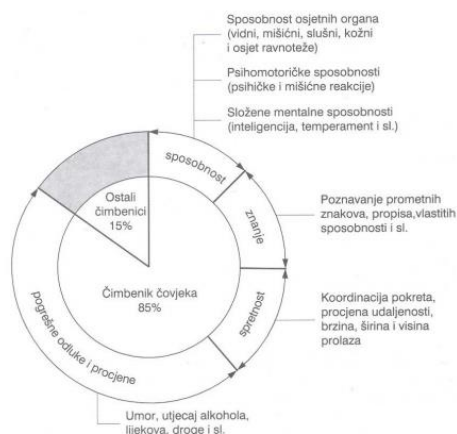 Sposobnost osjetnih organa
(vidni, mišićni, slušni, kožni
i osjet ravnoteže)
Psihomotoričke sposobnosti
(psihičke i mišićne reakcije)
Složene mentalne sposobnosti
(inteligencija, temperament i sl.)
sposobnost
Ostali
čimbenici
15%
znanje
Poznavanje prometnih
znakova, propisa,vlastitih
sposobnosti i sl.
Čimbenik čovjeka
85%
spretnost
Koordinacija pokreta,
procjena udaljenosti,
brzina, širina i visina
prolaza
pogrešne odluke i procjene
Umor, utjecaj alkohola,
lijekova, droge i sl.